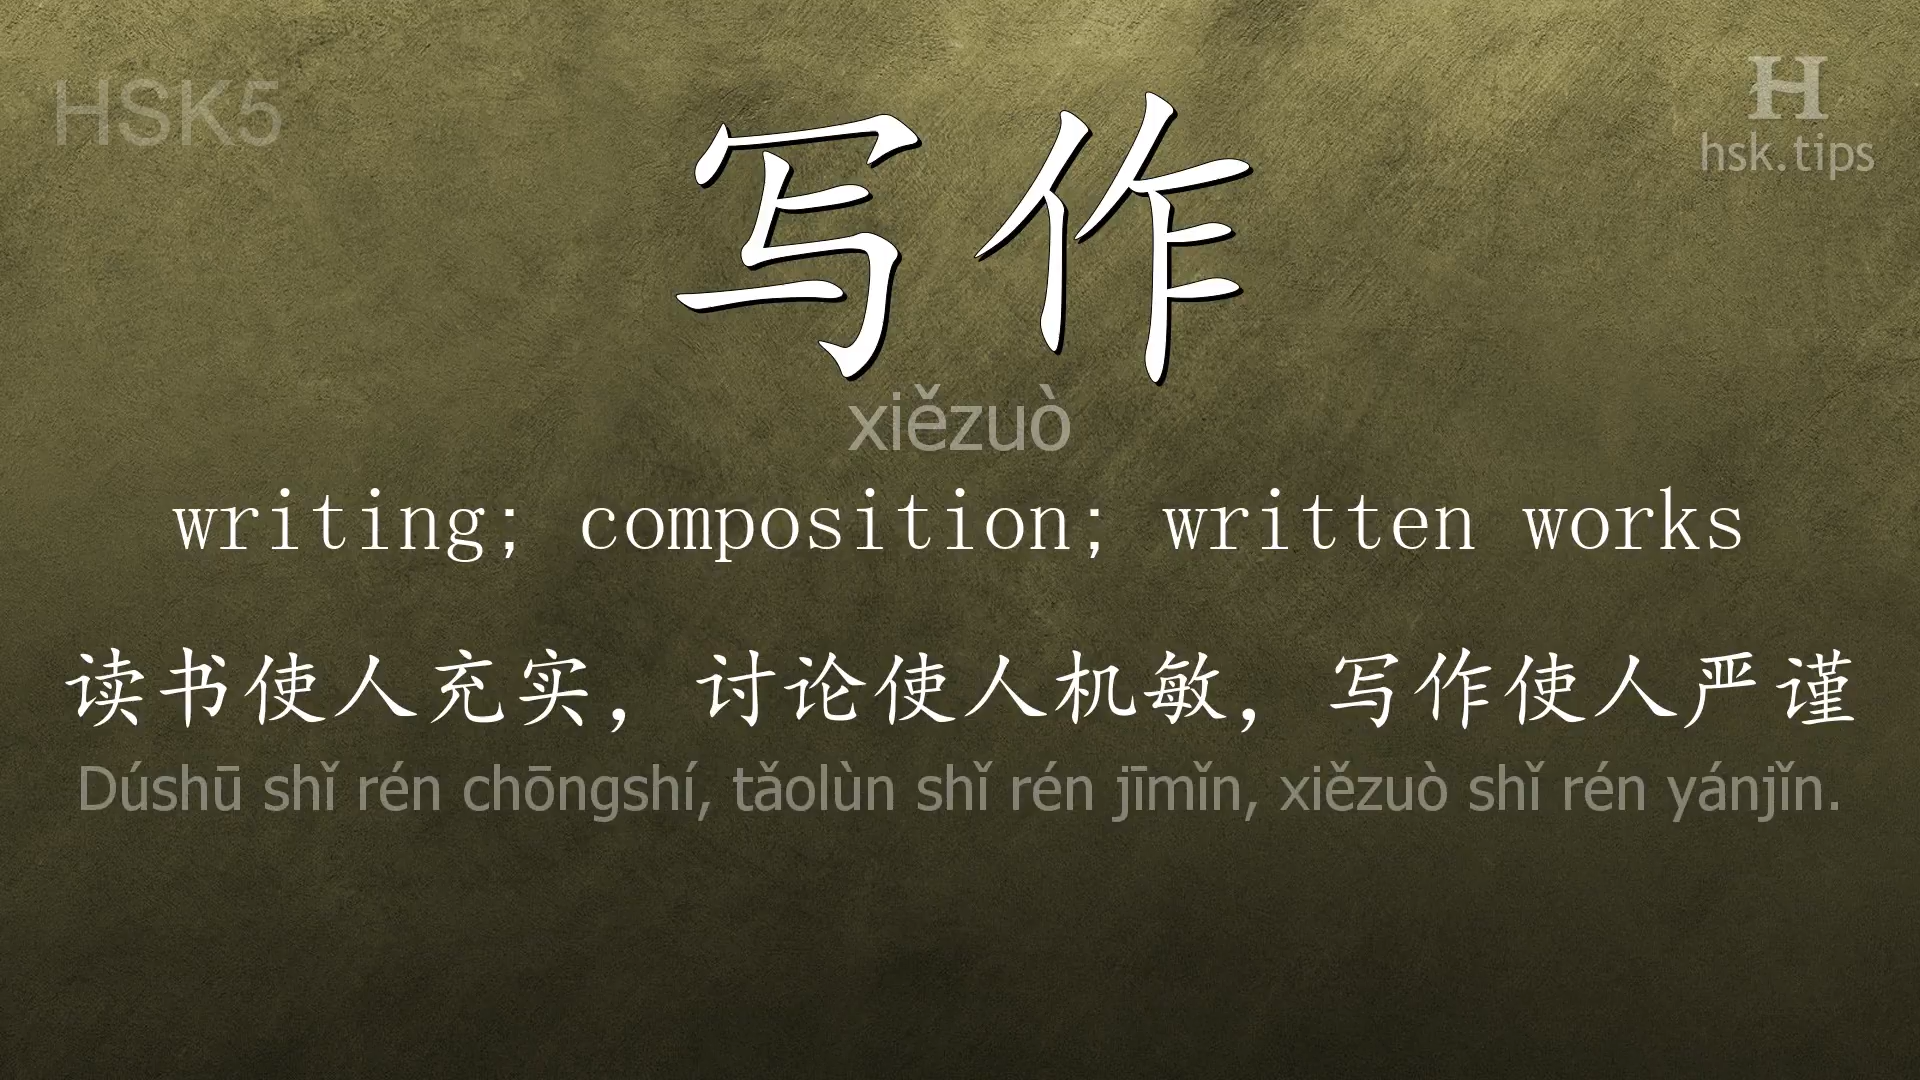 HSK5
H
hsk.tips
写作
xiězuò
writing; composition; written works
读书使人充实，讨论使人机敏，写作使人严谨
Dúshū shǐ rén chōngshí, tǎolùn shǐ rén jīmǐn, xiězuò shǐ rén yánjǐn.